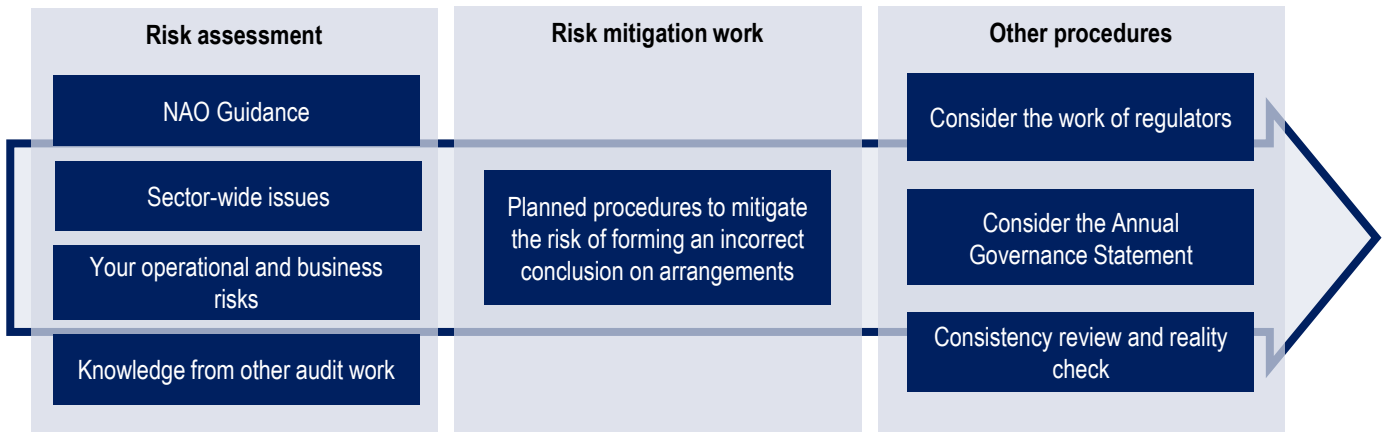 Risk assessment
NAO Guidance
Sector-wide issues
Your operational and business
risks
Knowledge from other audit work
Risk mitigation work
Planned procedures to mitigate
the risk of forming an incorrect
conclusion on arrangements
Other procedures
Consider the work of regulators
Consider the Annual
Governance Statement
Consistency review and reality
check